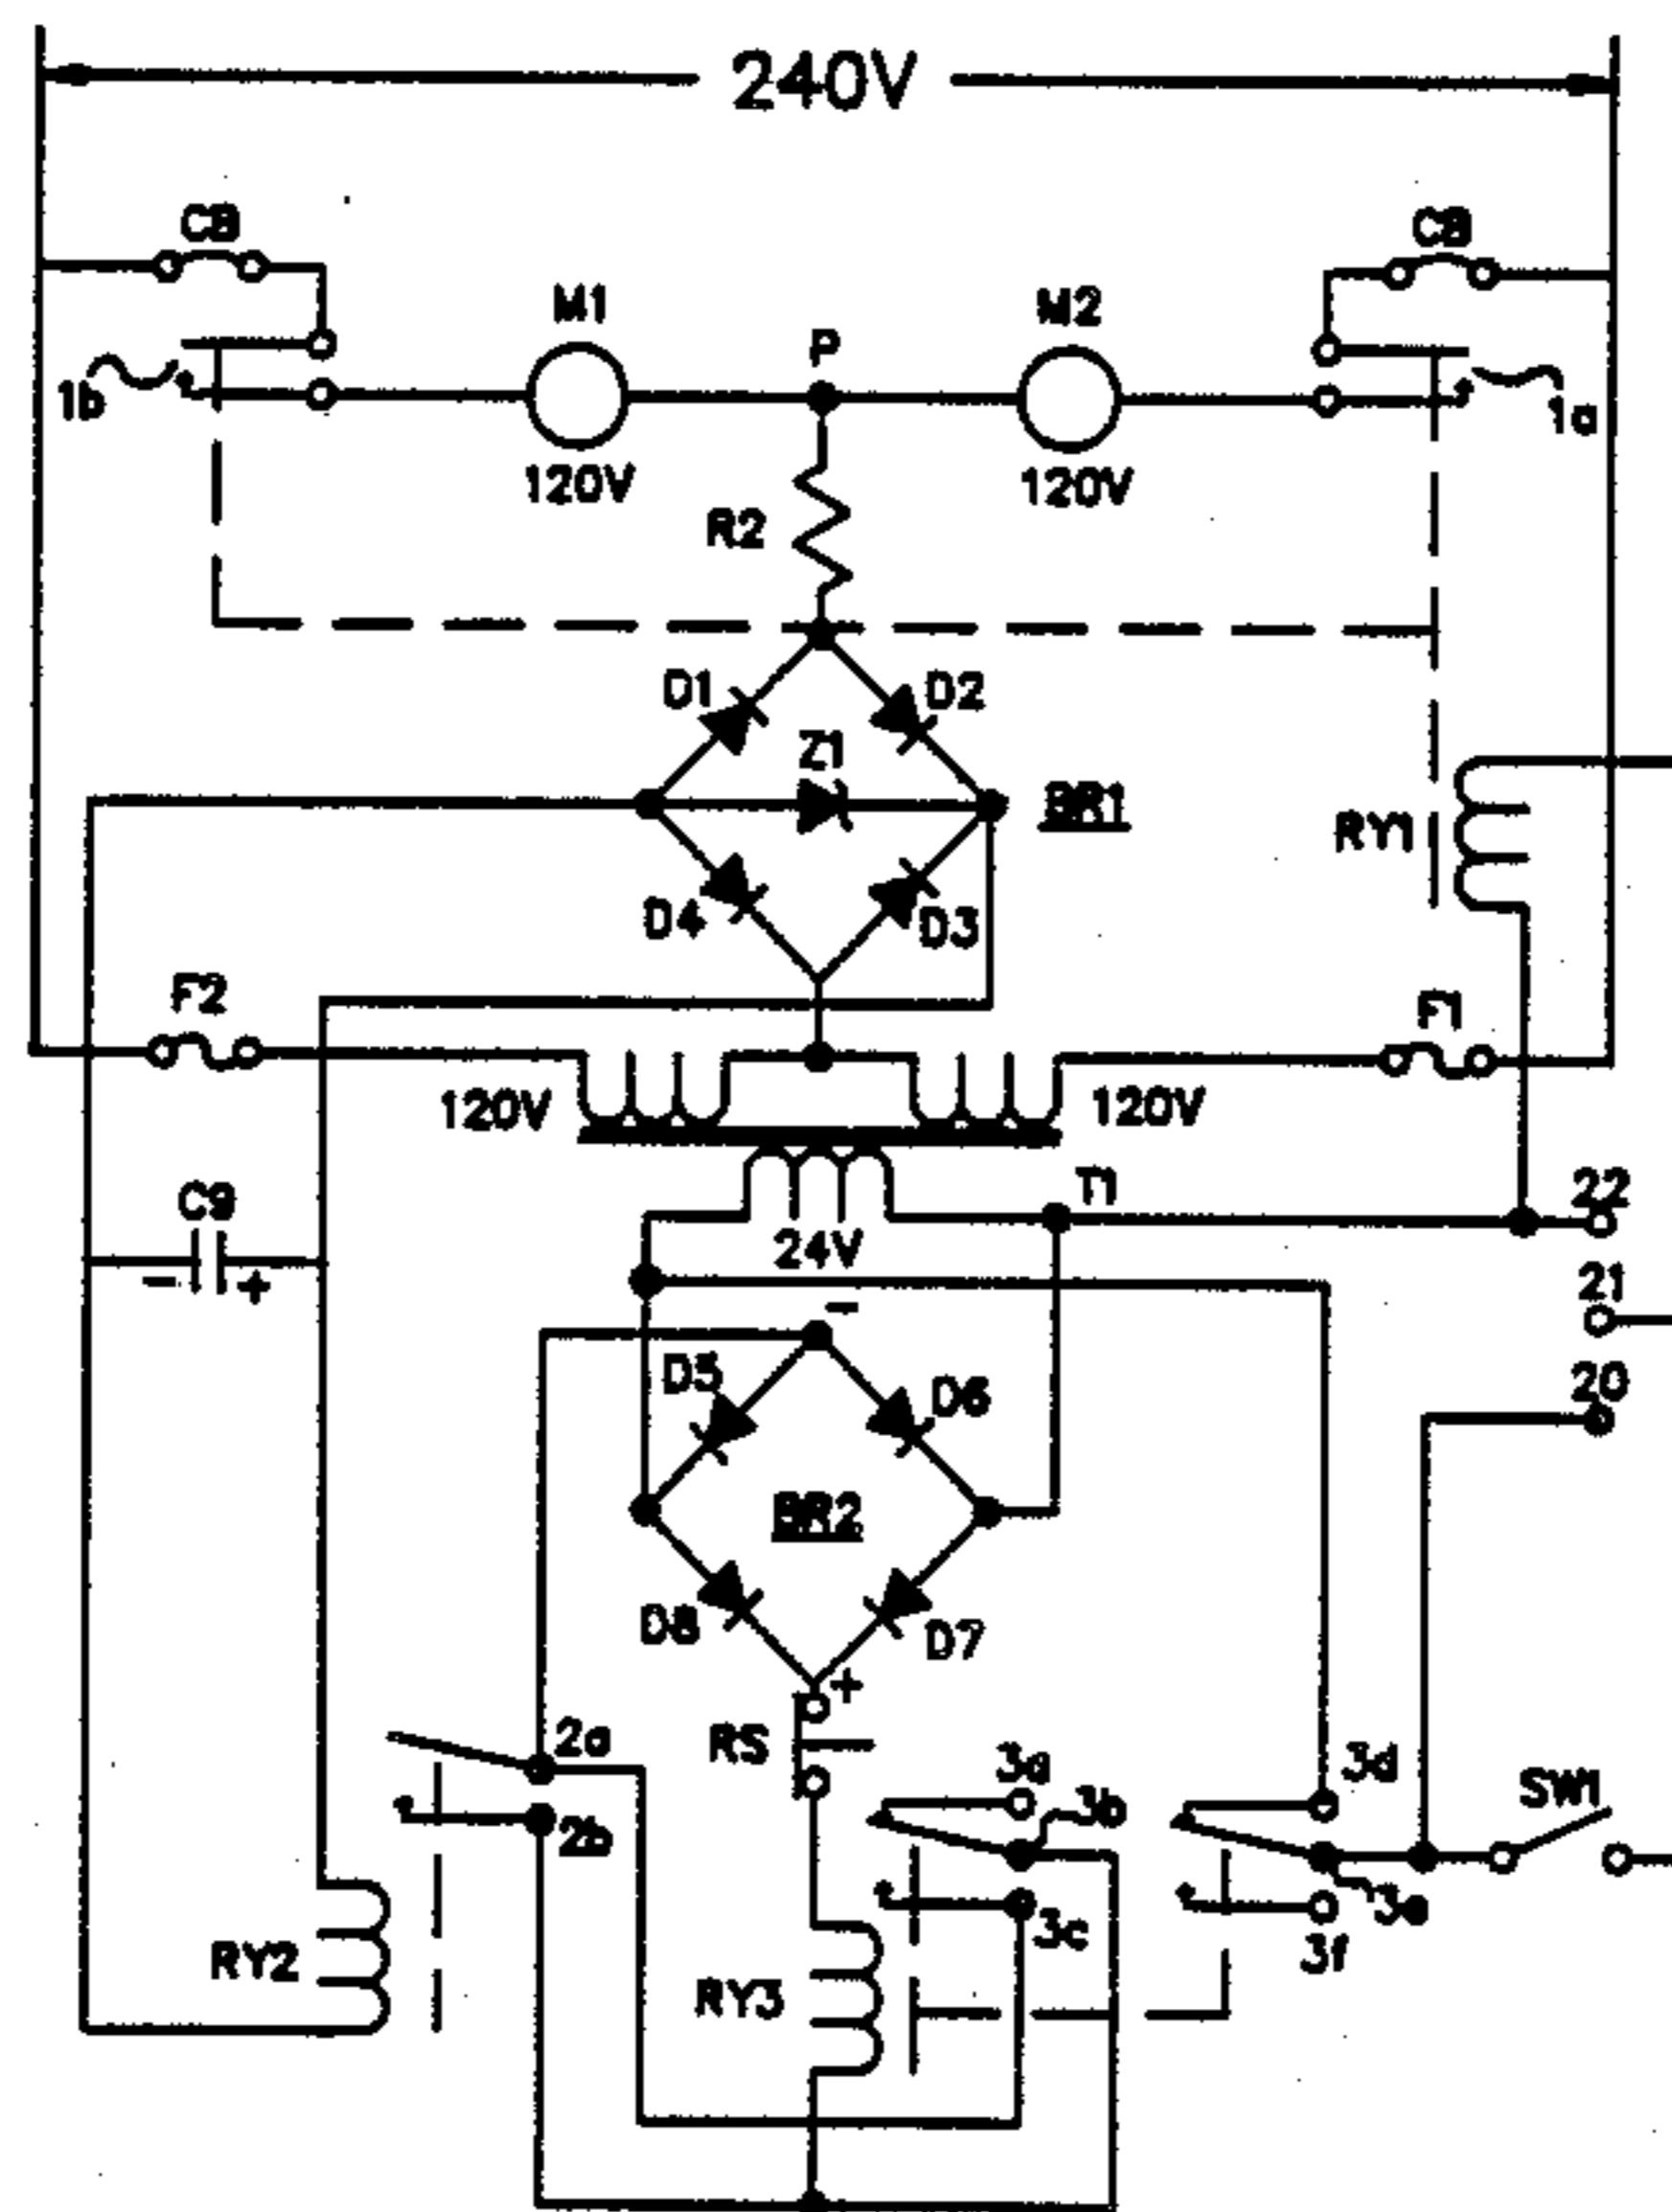 240V
CB
CB
M1
P
M2
1b
1a
120V
120V
R2
D1
D2
Z1
BR1
RY1
D4
D3
F2
F1
120V
120V
C9
T1
22
24V
- +
21
-
20
D5
D6
BR2
D8
D7
+
2a
RS
3a
3b
3d
SW1
2b
3c
3e
3f
RY2
RY3